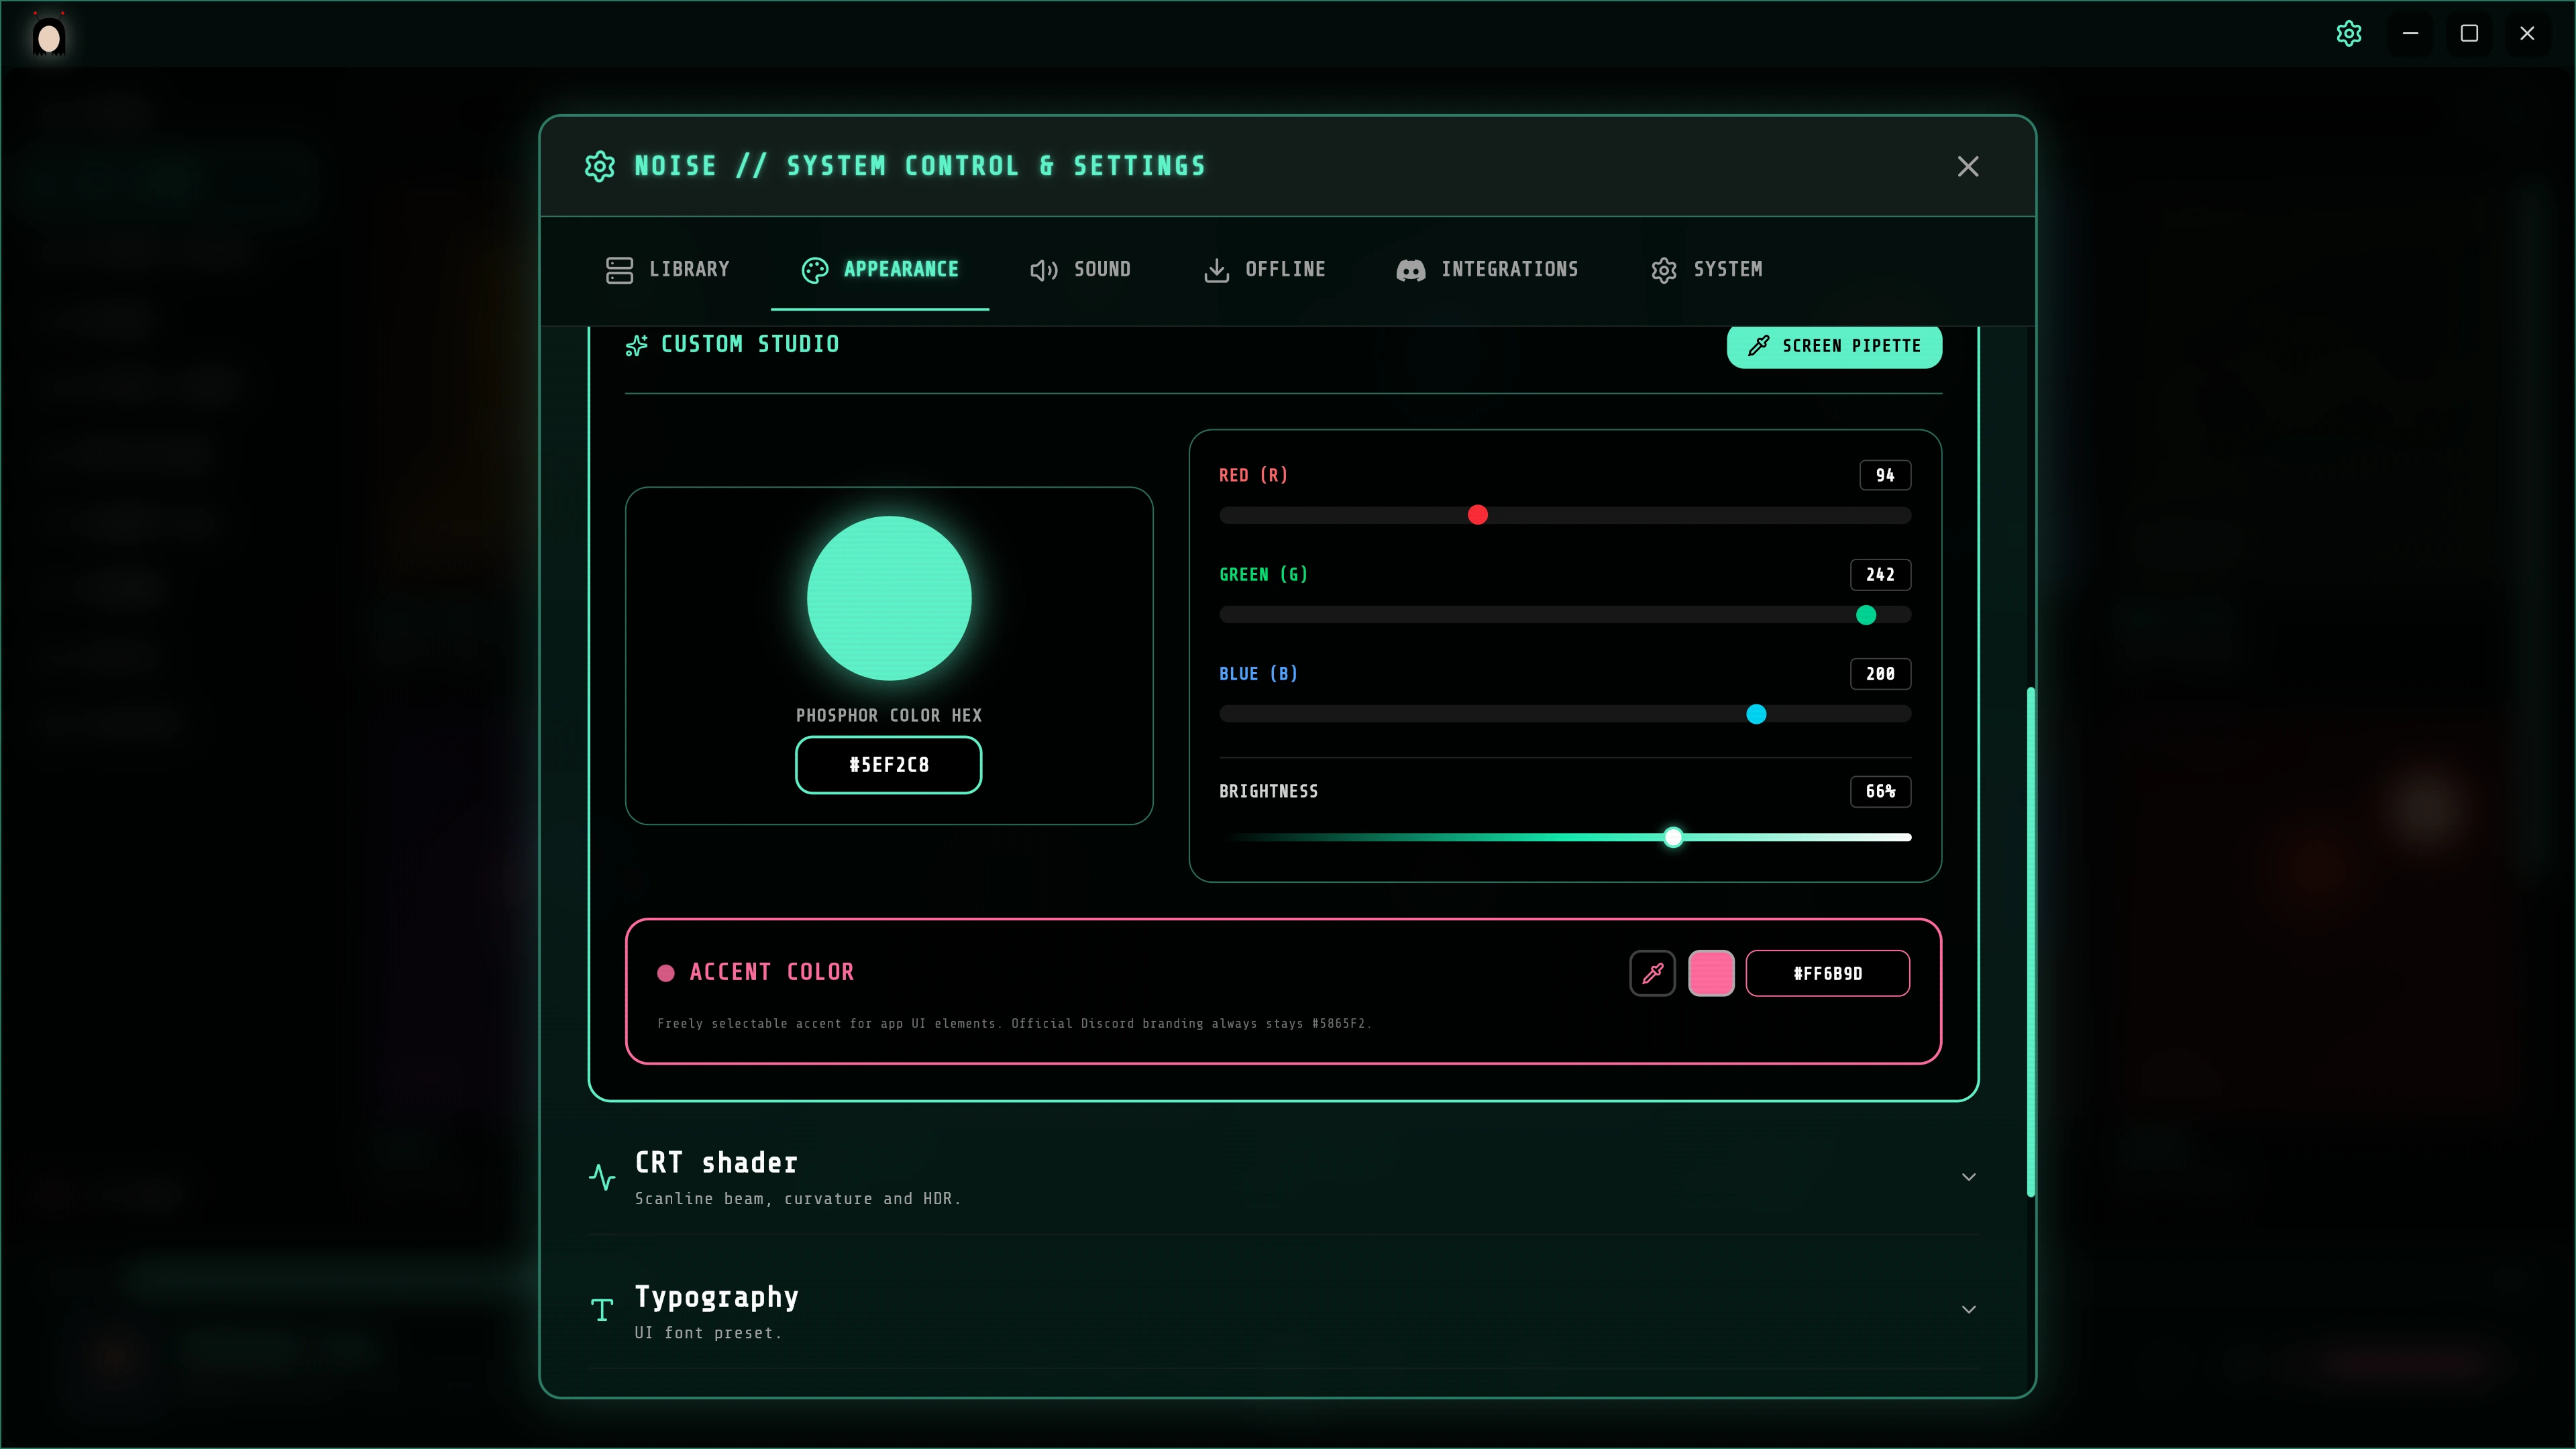 NOISE // SYSTEM CONTROL & SETTINGS
LIBRARY APPEARANCE SOUND OFFLINE INTEGRATIONS SYSTEM
CUSTOM STUDIO
SCREEN PIPETTE
PHOSPHOR COLOR HEX
#5EF2C8
RED (R) 94
GREEN (G) 242
BLUE (B) 200
BRIGHTNESS 66%
ACCENT COLOR
#FF6B9D
Freely selectable accent for app UI elements. Official Discord branding always stays #5865F2.
CRT shader
Scanline beam, curvature and HDR.
Typography
UI font preset.